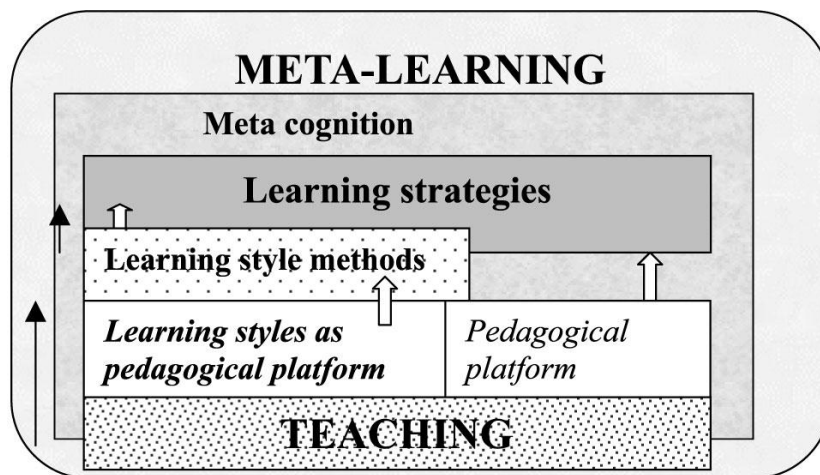 META-LEARNING
Meta cognition
Learning strategies
Learning style methods
Learning styles as
pedagogical platform
Pedagogical
platform
TEACHING